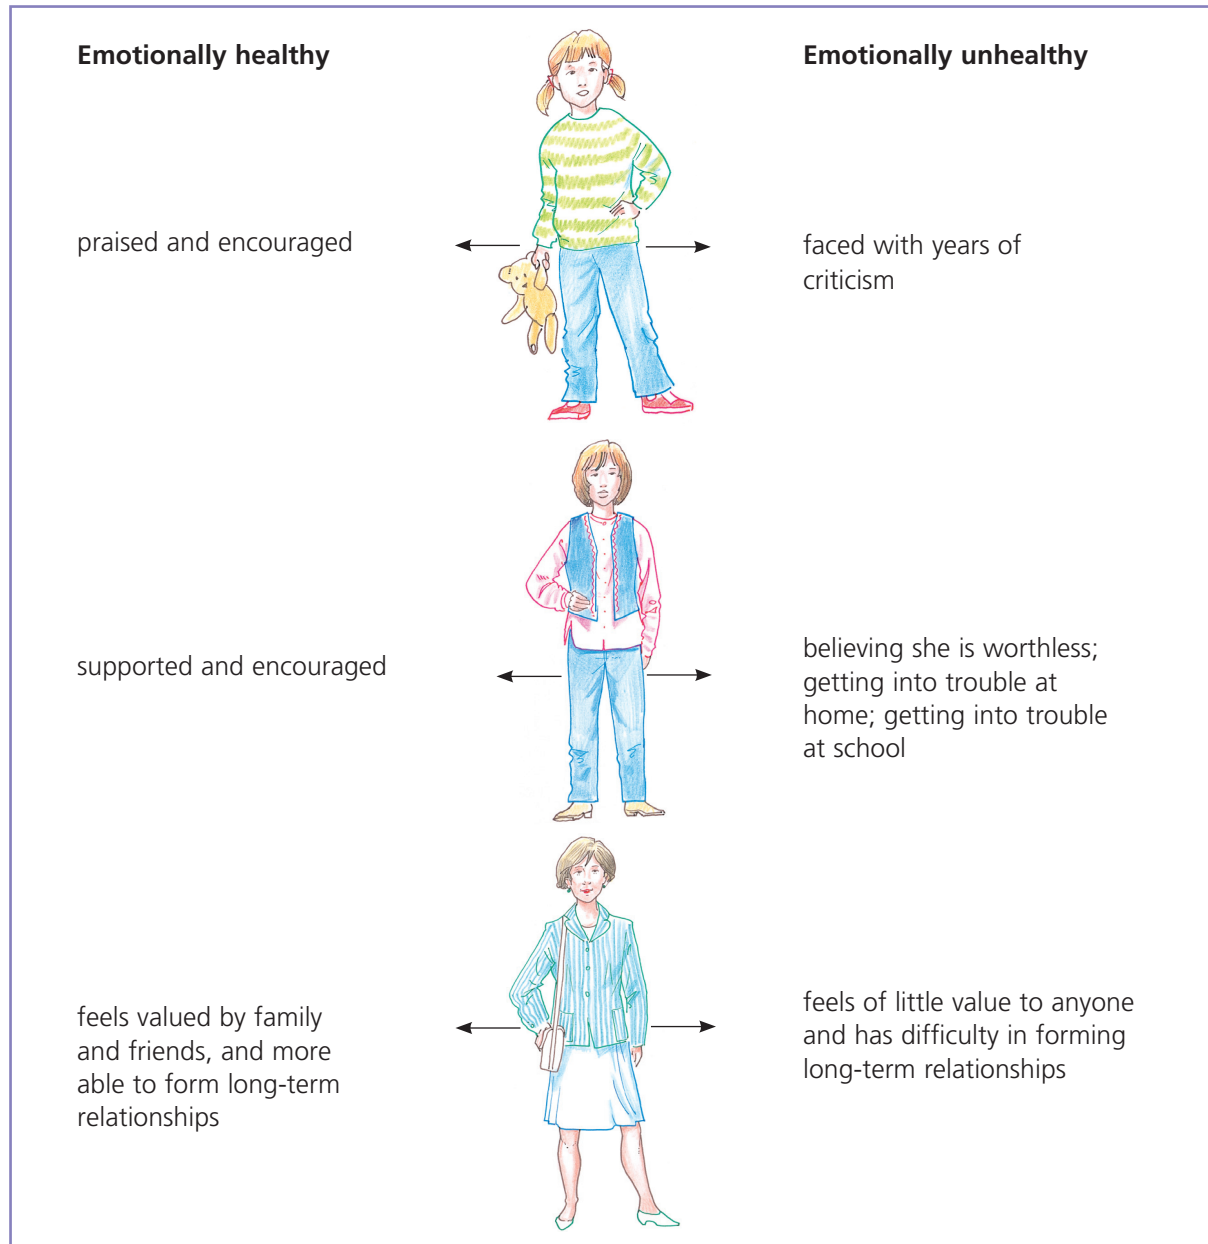 Emotionally healthy
Emotionally unhealthy
praised and encouraged
faced with years of
criticism
supported and encouraged
believing she is worthless;
getting into trouble at
home; getting into trouble
at school
feels valued by family
and friends, and more
able to form long-term
relationships
feels of little value to anyone
and has difficulty in forming
long-term relationships